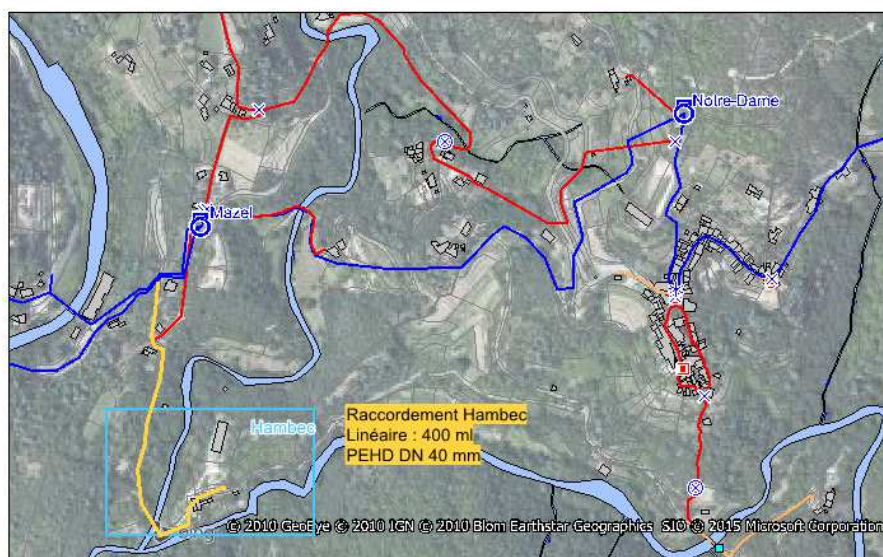 Notre-Dame
Mazel
Hambec
Raccordement Hambec
Linéaire : 400 ml
PEHD DN 40 mm
© 2010 GeoEye © 2010 IGN © 2010 Blom Earthstar Geographics SIO © 2015 Microsoft Corporation